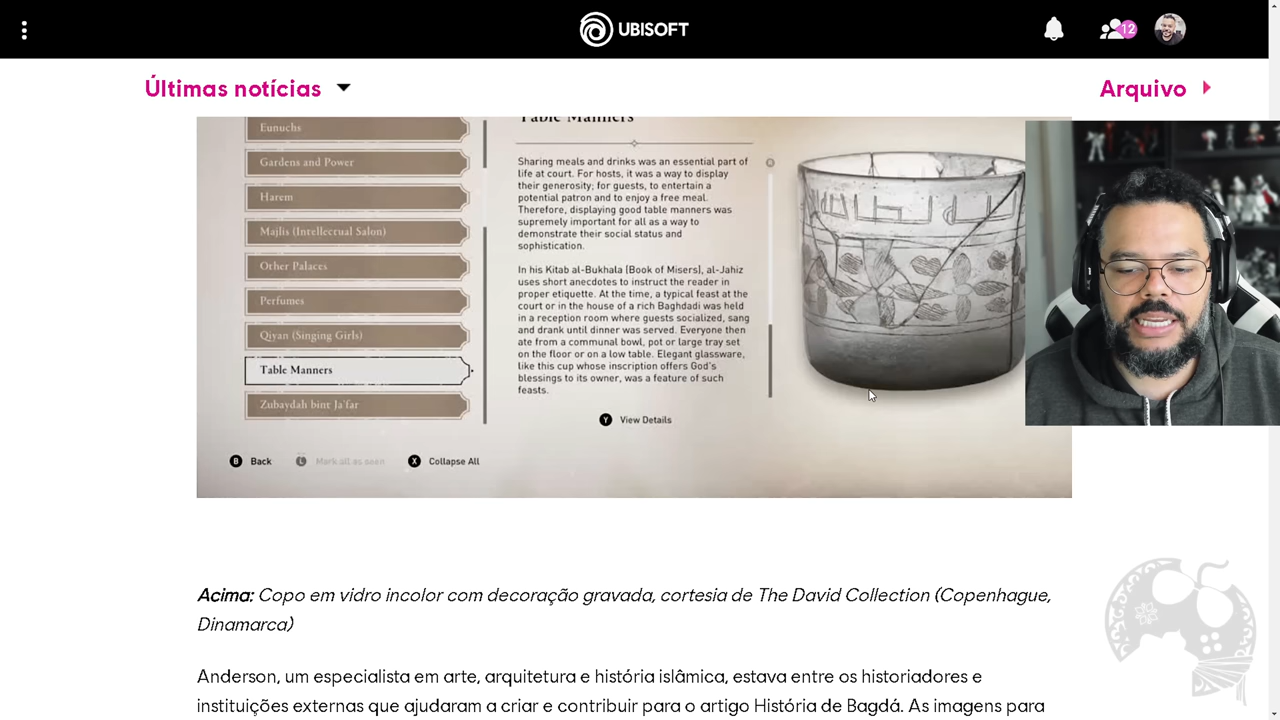 UBISOFT
12
Últimas notícias
Arquivo
Table Manners
Eunuchs
Gardens and Power
Harem
Majlis (Intellectual Salon)
Other Palaces
Perfumes
Qiyan (Singing Girls)
Table Manners
Zubaydah bint Ja'far
Sharing meals and drinks was an essential part of
life at court. For hosts, it was a way to display
their generosity; for guests, to entertain a
potential patron and to enjoy a free meal.
Therefore, displaying good table manners was
supremely important for all as a way to
demonstrate their social status and
sophistication.
In his Kitab al-Bukhala (Book of Misers), al-Jahiz
uses short anecdotes to instruct the reader in
proper etiquette. At the time, a typical feast at the
court or in the house of a rich Baghdadi was held
in a reception room where guests socialized, sang
and drank until dinner was served. Everyone then
ate from a communal bowl, pot or large tray set
on the floor or on a low table. Elegant glassware,
like this cup whose inscription offers God's
blessings to its owner, was a feature of such
feasts.
Y View Details
B Back
L Mark all as seen
X Collapse All
Acima: Copo em vidro incolor com decoração gravada, cortesia de The David Collection (Copenhague,
Dinamarca)
Anderson, um especialista em arte, arquitetura e história islâmica, estava entre os historiadores e
instituições externas que ajudaram a criar e contribuir para o artigo História de Bagdá. As imagens para